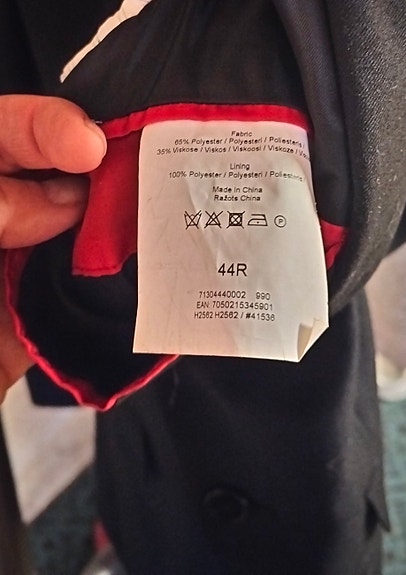 Fabric
65% Polyester / Polyesteri / Poliesteris /
35% Viskose / Viskos / Viskoosi / Viskoze /
Lining
100% Polyester / Polyesteri / Poliesteris
Made in China
Ražots China
P
44R
71304440002 990
EAN: 7050215345901
H2562 H2562 / #41536